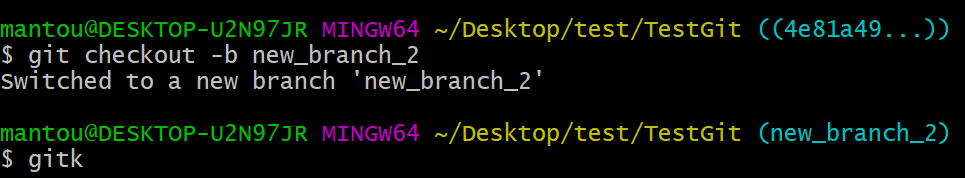 mantou@DESKTOP-U2N97JR MINGW64 ~/Desktop/test/TestGit ((4e81a49...))
$ git checkout -b new_branch_2
Switched to a new branch 'new_branch_2'
mantou@DESKTOP-U2N97JR MINGW64 ~/Desktop/test/TestGit (new_branch_2)
$ gitk